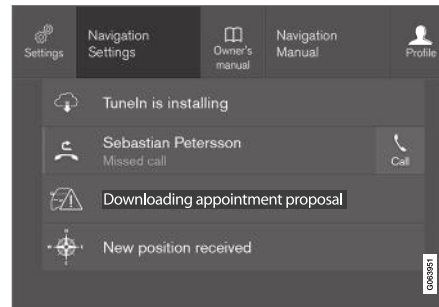 Settings
Navigation
Settings
Owner's
manual
Navigation
Manual
Profile
TuneIn is installing
Sebastian Petersson
Missed call
Call
Downloading appointment proposal
New position received
G063951